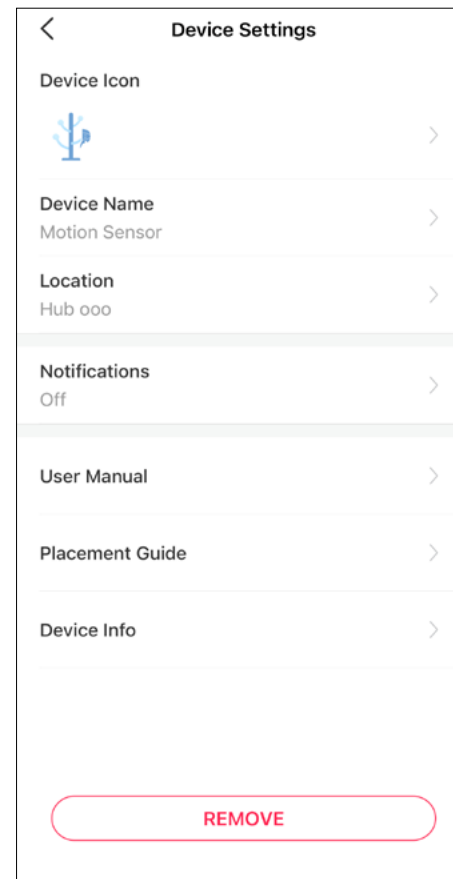 Device Settings
Device Icon
Device Name
Motion Sensor
Location
Hub ooo
Notifications
Off
User Manual
Placement Guide
Device Info
REMOVE